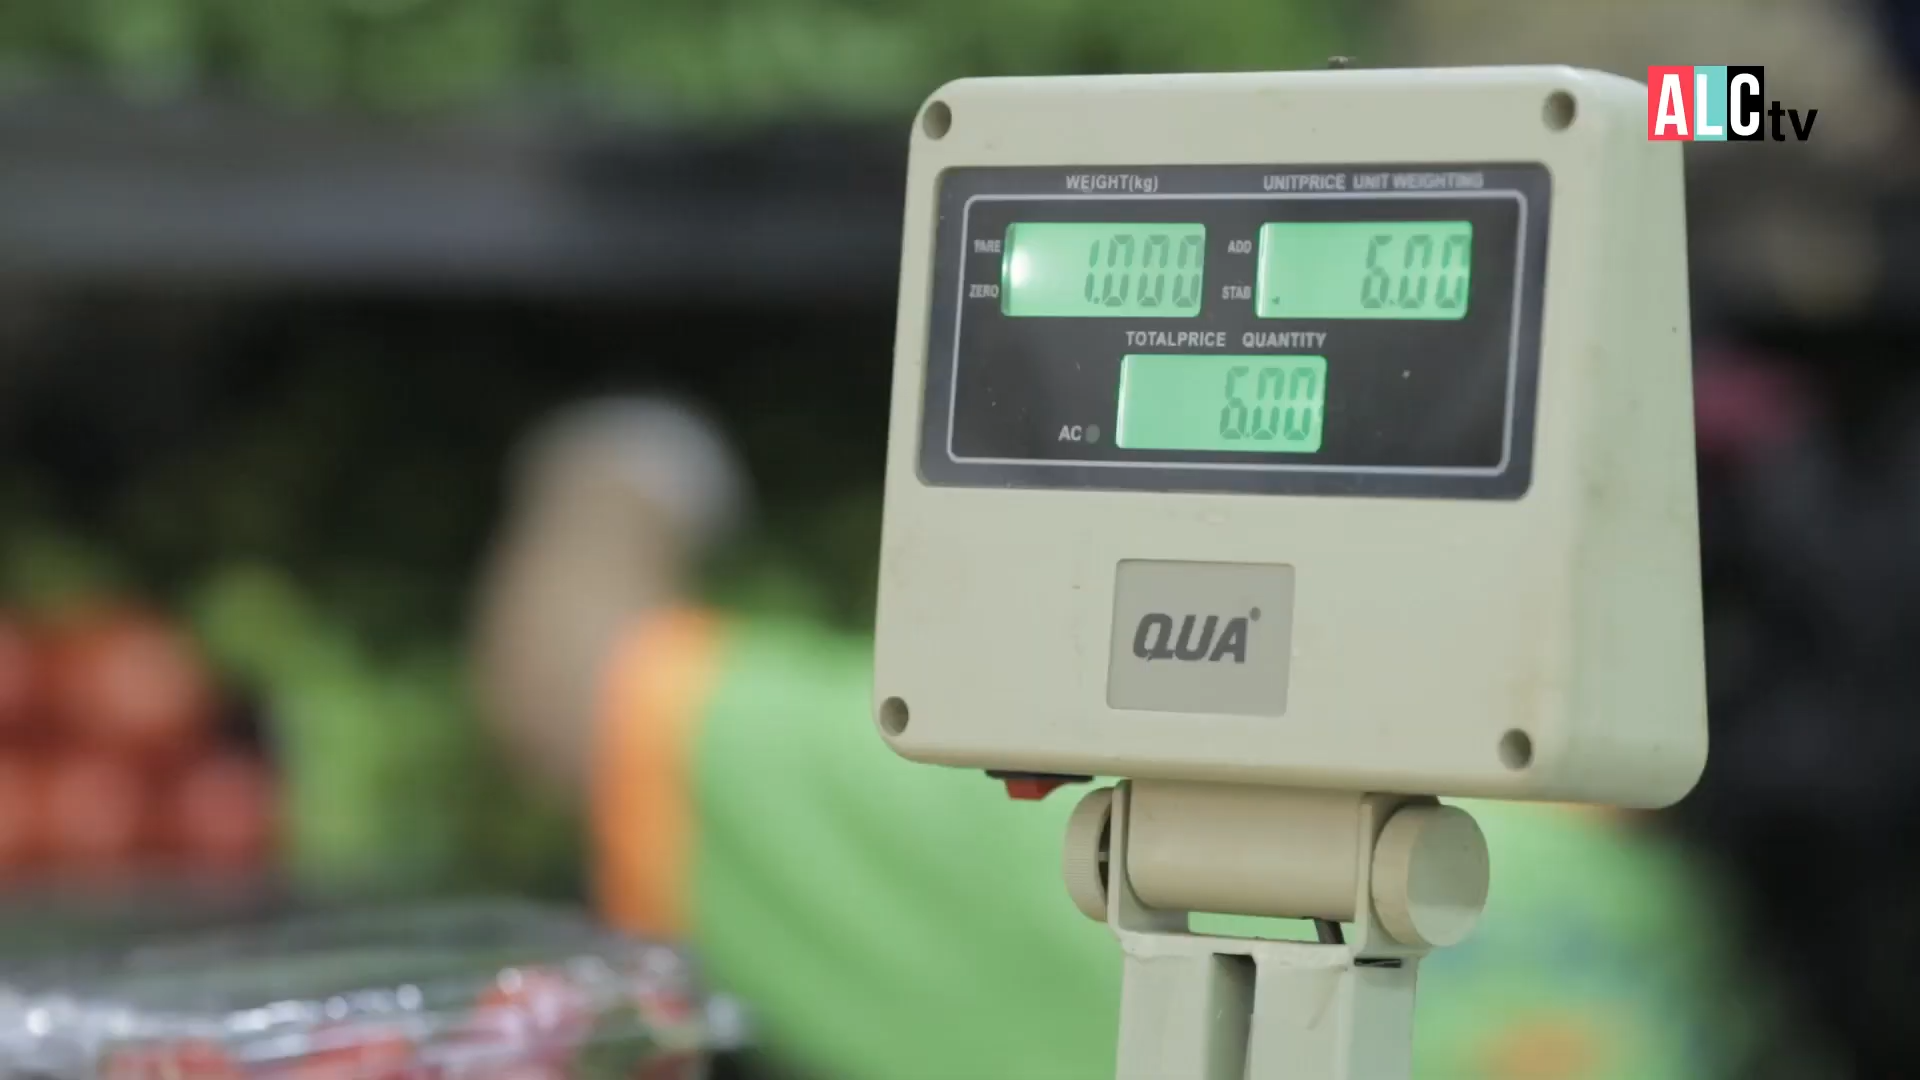 ALCtv
WEIGHT(kg) UNITPRICE UNIT WEIGHTING
TARE 1.000 ADD 6.00
ZERO STAB
TOTALPRICE QUANTITY
AC 6.00
QUA